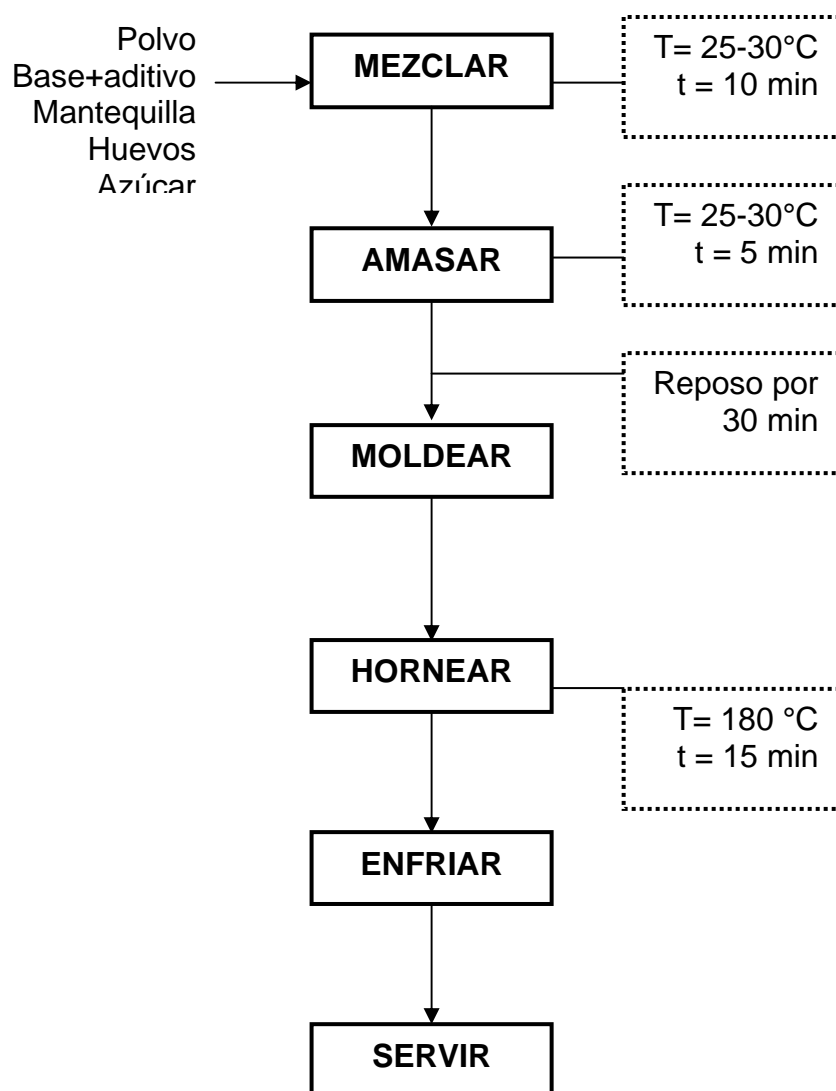 Polvo
Base+aditivo
Mantequilla
Huevos
Azúcar
MEZCLAR
T= 25-30°C
t = 10 min
AMASAR
T= 25-30°C
t = 5 min
Reposo por
30 min
MOLDEAR
HORNEAR
T= 180 °C
t = 15 min
ENFRIAR
SERVIR